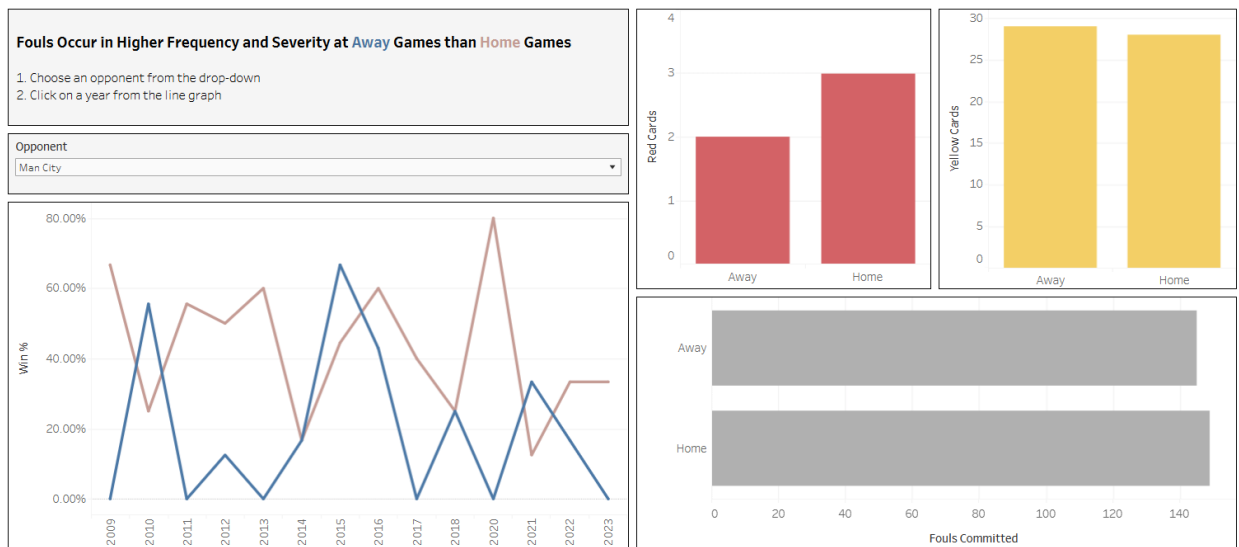 Fouls Occur in Higher Frequency and Severity at Away Games than Home Games
1. Choose an opponent from the drop-down
2. Click on a year from the line graph
Opponent
Man City
Win %
80.00%
60.00%
40.00%
20.00%
0.00%
2009
2010
2011
2012
2013
2014
2015
2016
2017
2018
2020
2021
2022
2023
Red Cards
4
3
2
1
0
Away
Home
Yellow Cards
30
25
20
15
10
5
0
Away
Home
Away
Home
0
20
40
60
80
100
120
140
Fouls Committed